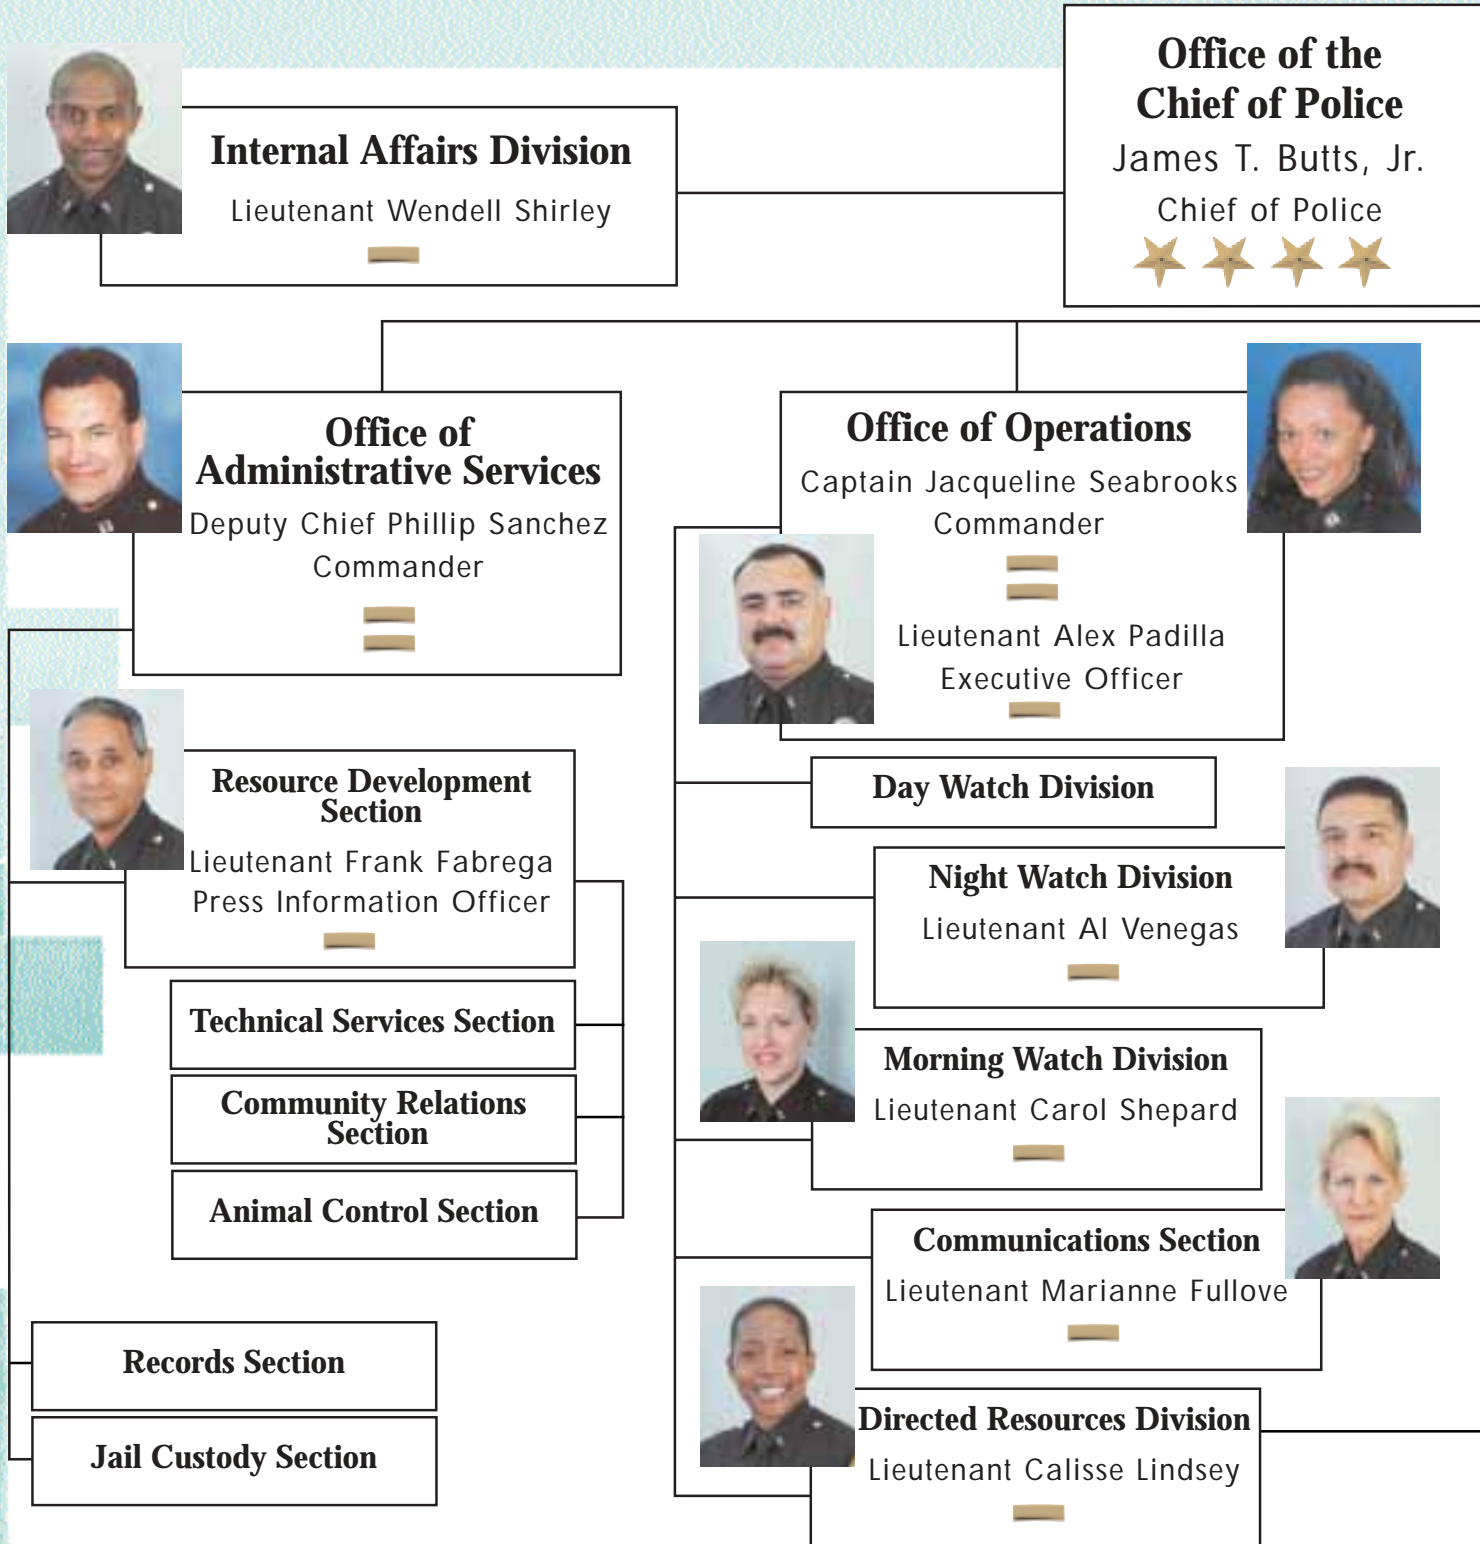 Office of the
Chief of Police
James T. Butts, Jr.
Chief of Police
Internal Affairs Division
Lieutenant Wendell Shirley
Office of
Administrative Services
Deputy Chief Phillip Sanchez
Commander
Resource Development
Section
Lieutenant Frank Fabrega
Press Information Officer
Technical Services Section
Community Relations
Section
Animal Control Section
Records Section
Jail Custody Section
Office of Operations
Captain Jacqueline Seabrooks
Commander
Lieutenant Alex Padilla
Executive Officer
Day Watch Division
Night Watch Division
Lieutenant Al Venegas
Morning Watch Division
Lieutenant Carol Shepard
Communications Section
Lieutenant Marianne Fullove
Directed Resources Division
Lieutenant Calisse Lindsey